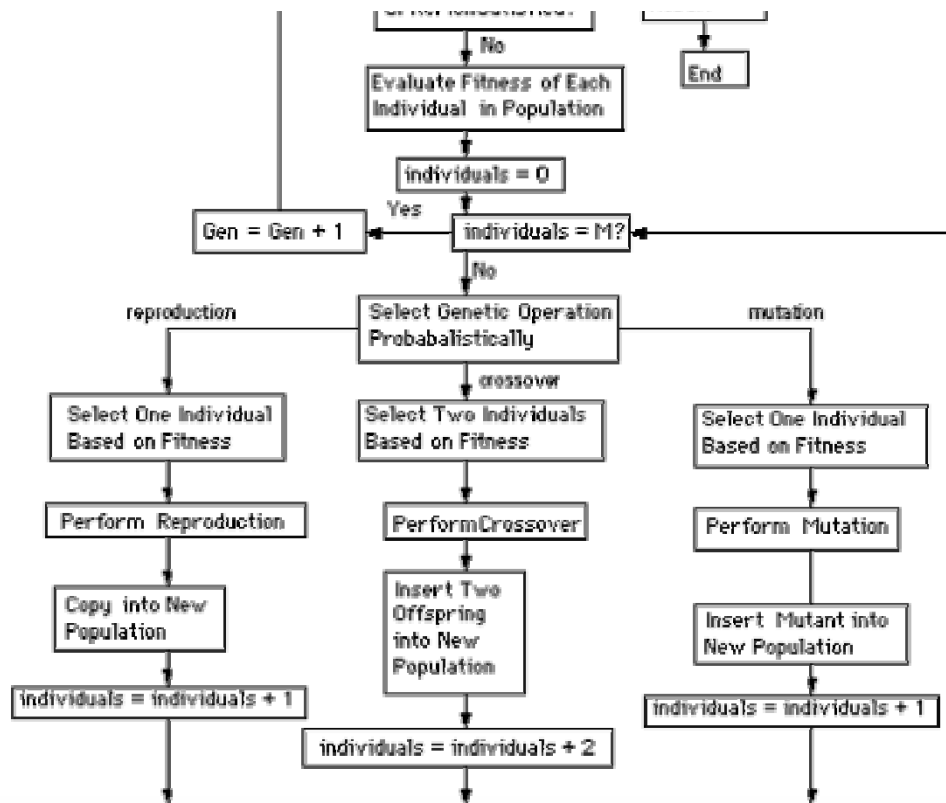 No
End
Evaluate Fitness of Each
Individual in Population
individuals = 0
Yes
Gen = Gen + 1
individuals = M?
No
reproduction
Select Genetic Operation
Probabalistically
mutation
crossover
Select One Individual
Based on Fitness
Select Two Individuals
Based on Fitness
Select One Individual
Based on Fitness
Perform Reproduction
PerformCrossover
Perform Mutation
Copy into New
Population
Insert Two
Offspring
into New
Population
Insert Mutant into
New Population
individuals = individuals + 1
individuals = individuals + 2
individuals = individuals + 1